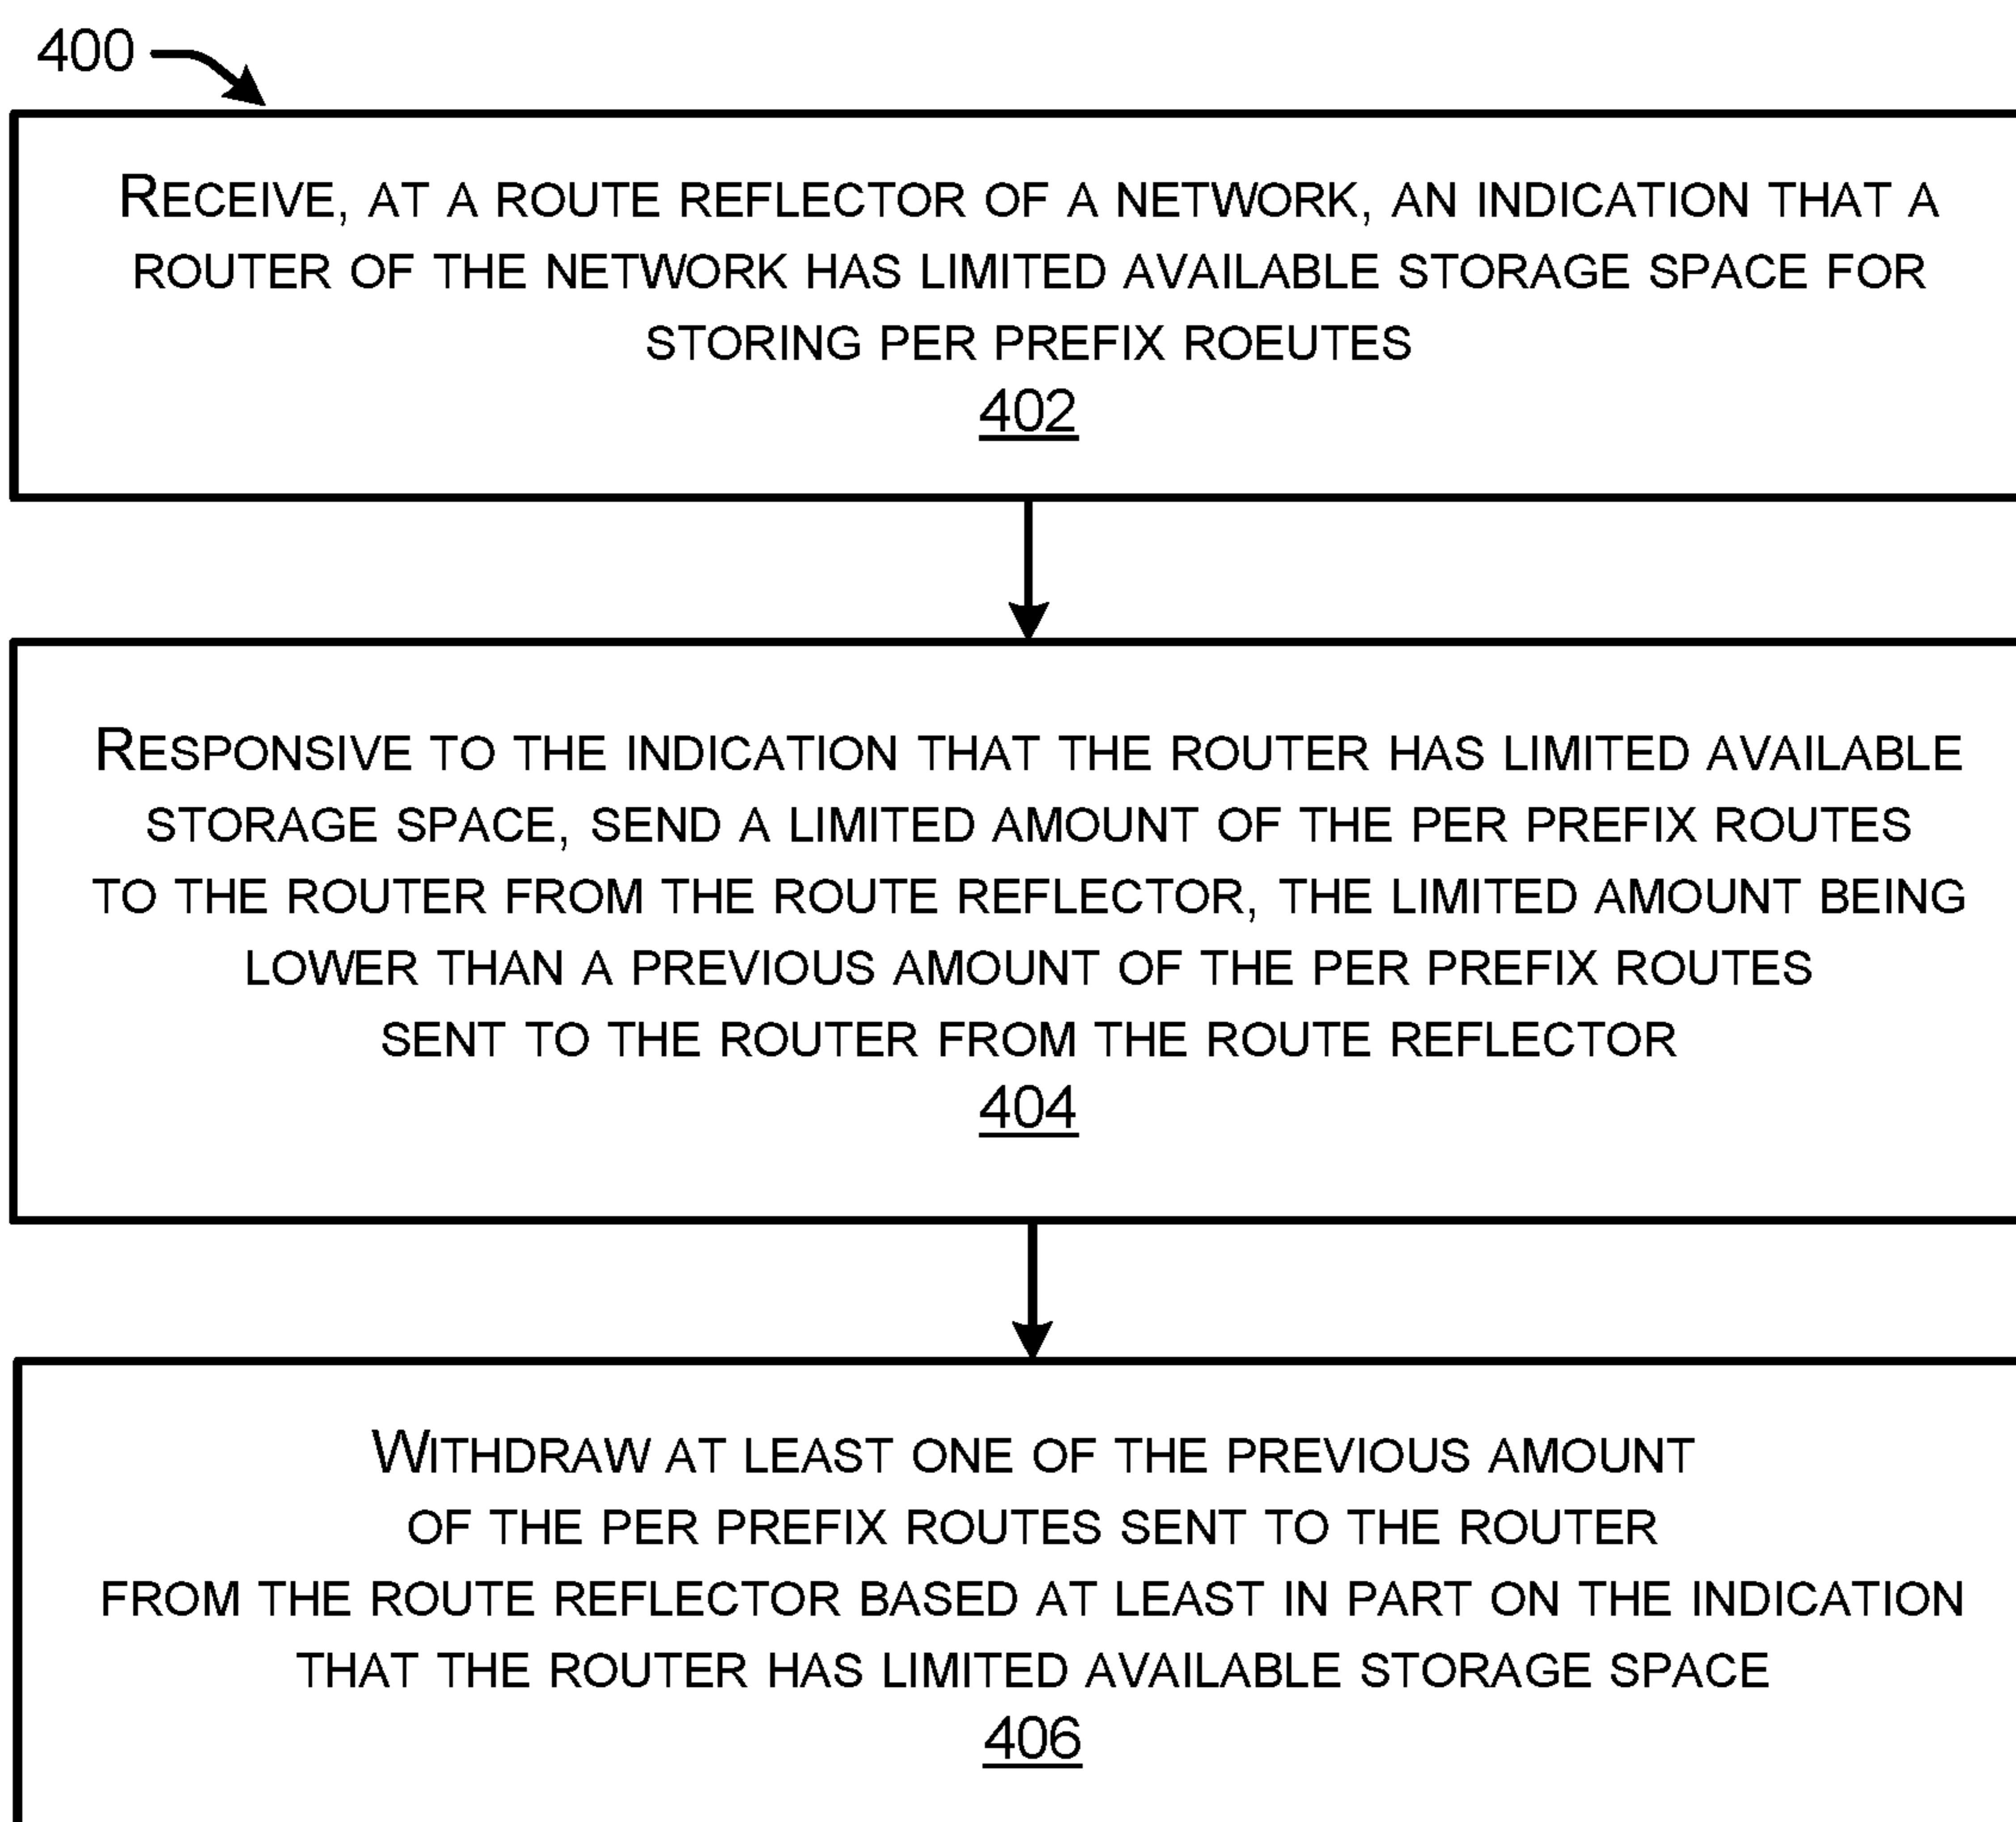 400
RECEIVE, AT A ROUTE REFLECTOR OF A NETWORK, AN INDICATION THAT A
ROUTER OF THE NETWORK HAS LIMITED AVAILABLE STORAGE SPACE FOR
STORING PER PREFIX ROEUTES
402
RESPONSIVE TO THE INDICATION THAT THE ROUTER HAS LIMITED AVAILABLE
STORAGE SPACE, SEND A LIMITED AMOUNT OF THE PER PREFIX ROUTES
TO THE ROUTER FROM THE ROUTE REFLECTOR, THE LIMITED AMOUNT BEING
LOWER THAN A PREVIOUS AMOUNT OF THE PER PREFIX ROUTES
SENT TO THE ROUTER FROM THE ROUTE REFLECTOR
404
WITHDRAW AT LEAST ONE OF THE PREVIOUS AMOUNT
OF THE PER PREFIX ROUTES SENT TO THE ROUTER
FROM THE ROUTE REFLECTOR BASED AT LEAST IN PART ON THE INDICATION
THAT THE ROUTER HAS LIMITED AVAILABLE STORAGE SPACE
406